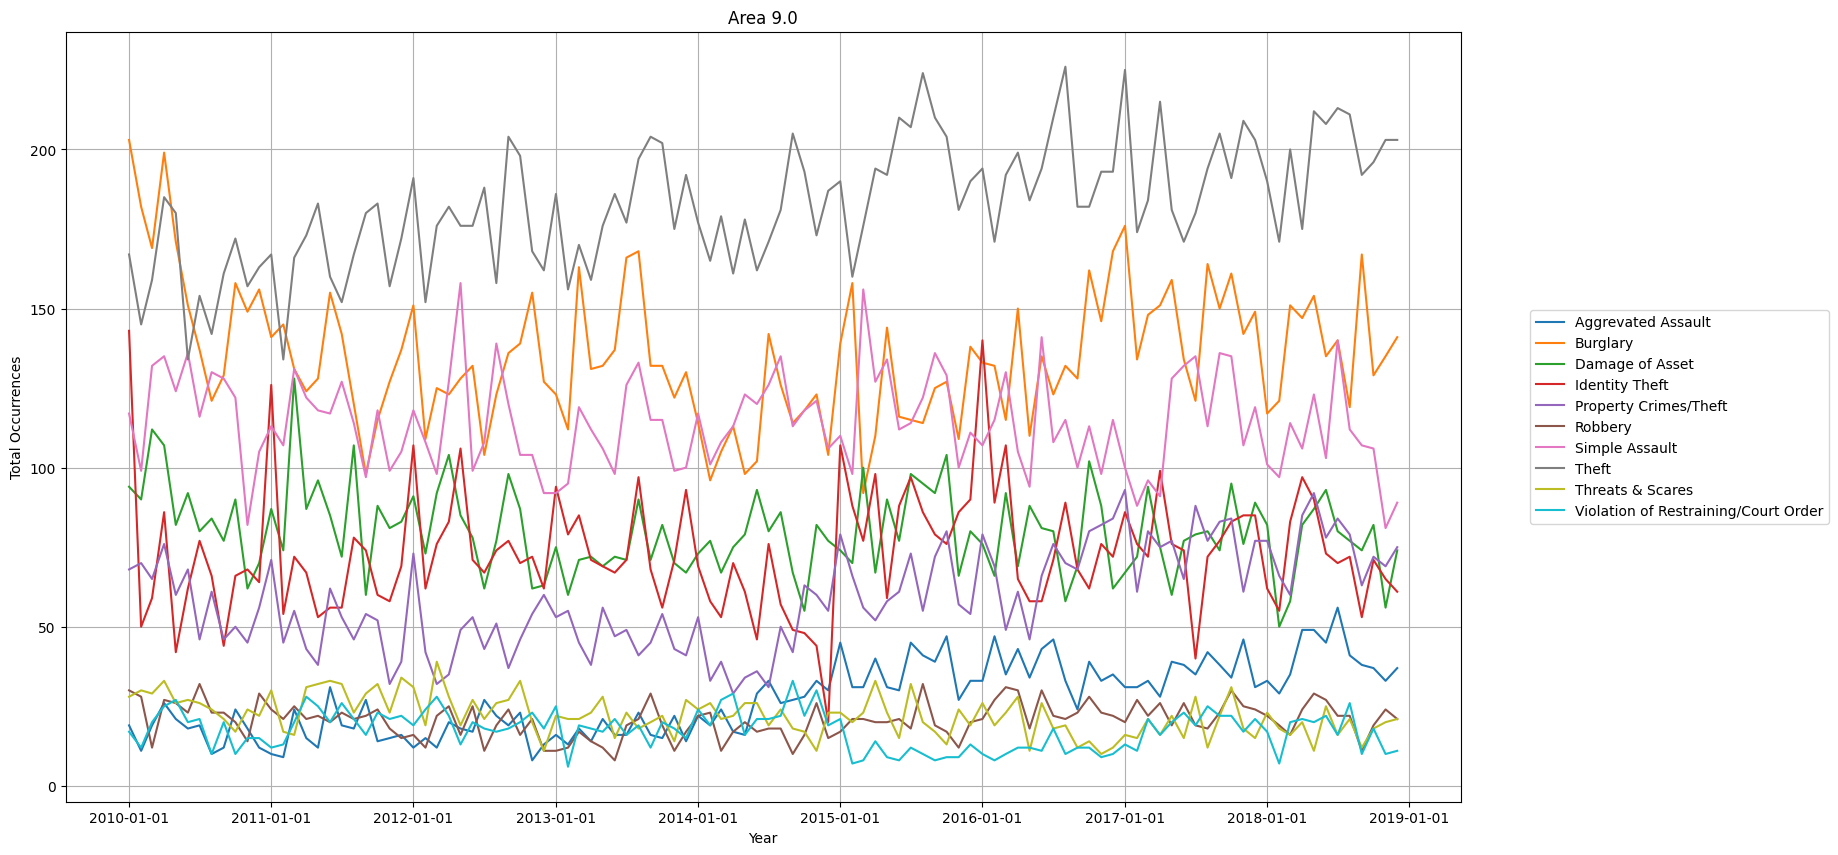 Area 9.0
Total Occurrences
200
150
100
50
0
2010-01-01
2011-01-01
2012-01-01
2013-01-01
2014-01-01
2015-01-01
2016-01-01
2017-01-01
2018-01-01
2019-01-01
Year
Aggrevated Assault
Burglary
Damage of Asset
Identity Theft
Property Crimes/Theft
Robbery
Simple Assault
Theft
Threats & Scares
Violation of Restraining/Court Order